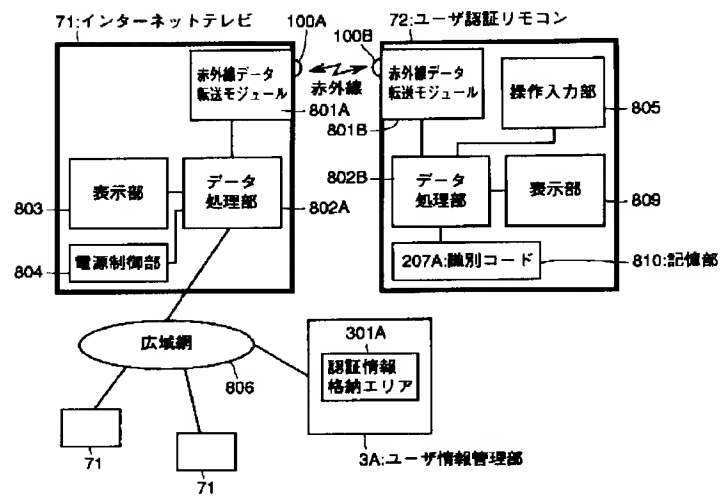 71:インターネットテレビ
100A
100B
72:ユーザ認証リモコン
赤外線データ
転送モジュール
赤外線
赤外線データ
転送モジュール
操作入力部
801A
801B
805
表示部
データ
処理部
802B
データ
処理部
表示部
803
802A
809
804
電源制御部
207A:識別コード
810:記憶部
広域網
806
301A
認証情報
格納エリア
71
71
3A:ユーザ情報管理部